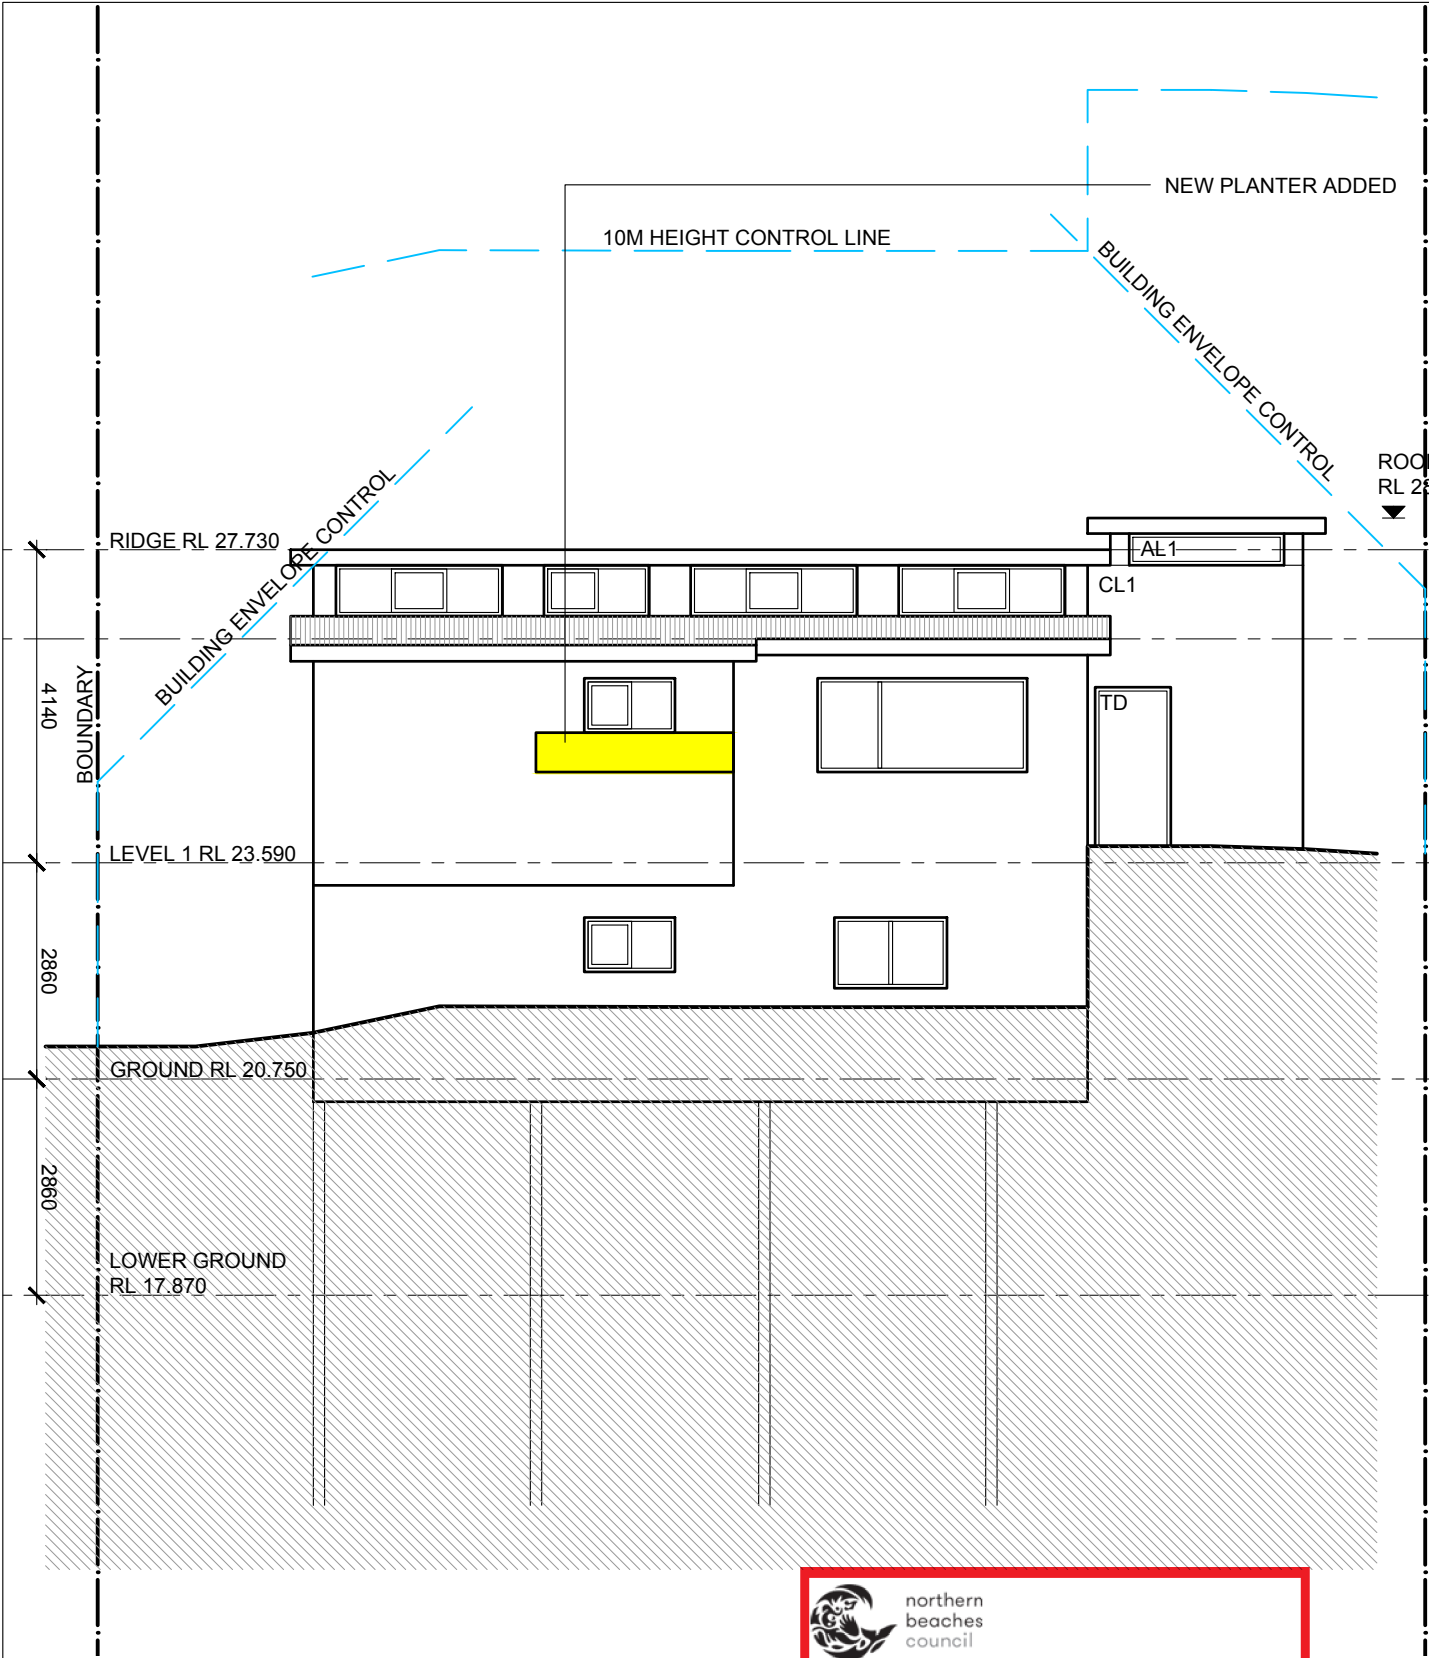 NEW PLANTER ADDED
10M HEIGHT CONTROL LINE
BUILDING ENVELOPE CONTROL
BUILDING ENVELOPE CONTROL
RL
RIDGE RL 27.730
AL1
CL1
4140
BOUNDARY
TD
LEVEL 1 RL 23.590
2860
GROUND RL 20.750
2860
LOWER GROUND
RL 17.870
northern
beaches
council